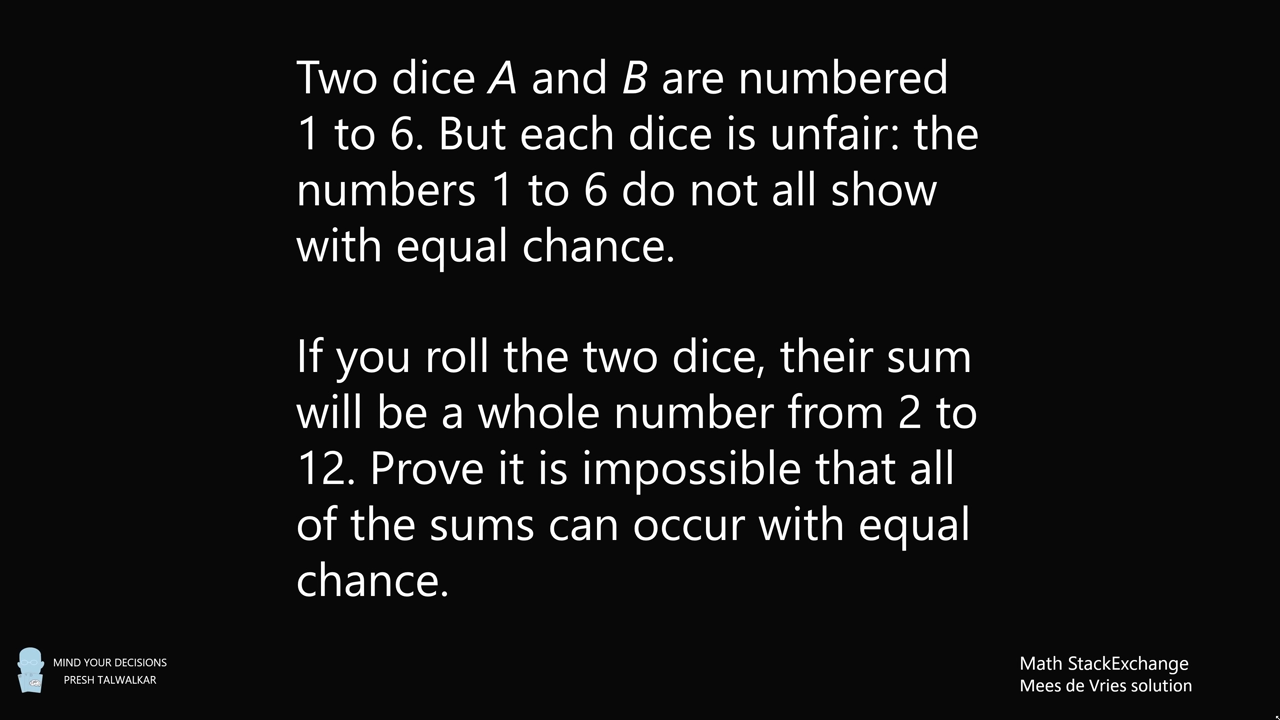 Two dice A and B are numbered
1 to 6. But each dice is unfair: the
numbers 1 to 6 do not all show
with equal chance.
If you roll the two dice, their sum
will be a whole number from 2 to
12. Prove it is impossible that all
of the sums can occur with equal
chance.
MIND YOUR DECISIONS
PRESH TALWALKAR
Math StackExchange
Mees de Vries solution